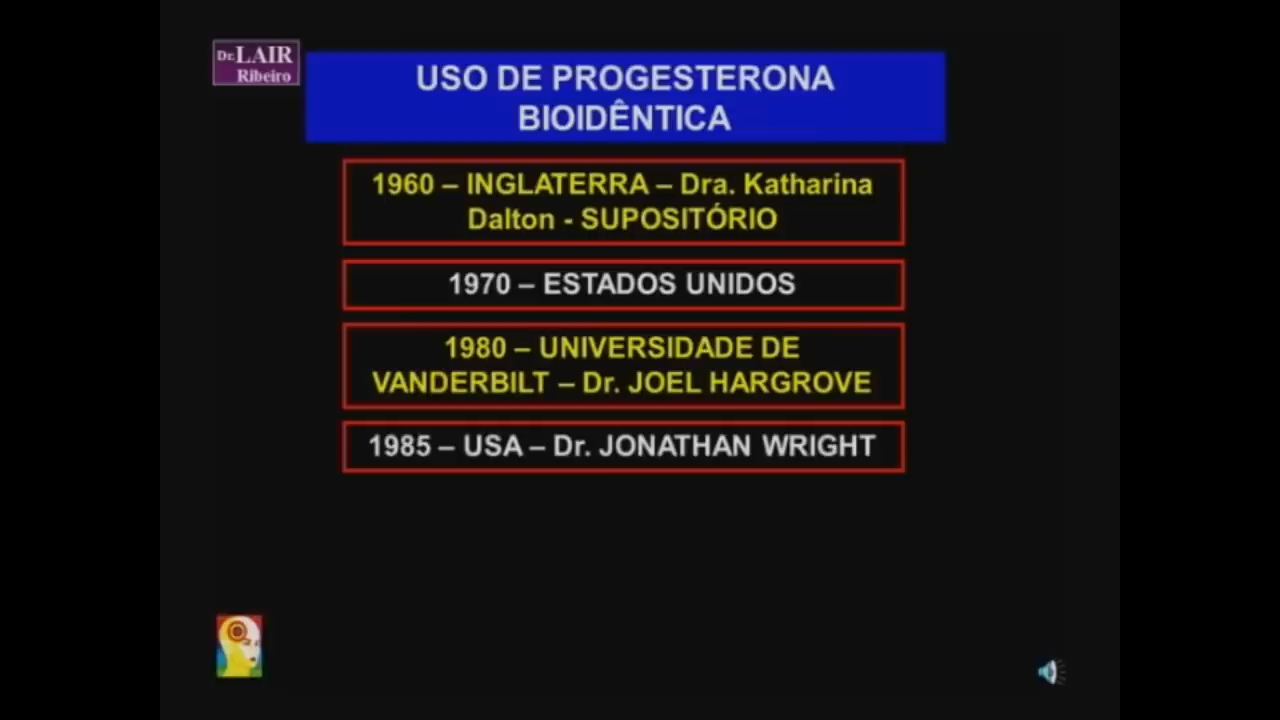 Dr. LAIR
Ribeiro
USO DE PROGESTERONA
BIOIDÊNTICA
1960 – INGLATERRA – Dra. Katharina
Dalton - SUPOSITÓRIO
1970 – ESTADOS UNIDOS
1980 – UNIVERSIDADE DE
VANDERBILT – Dr. JOEL HARGROVE
1985 – USA – Dr. JONATHAN WRIGHT